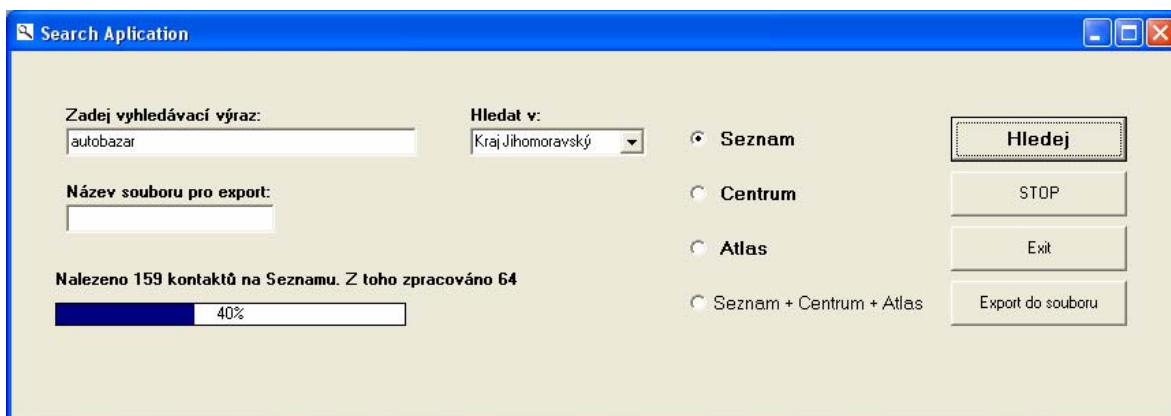 Search Aplication
Zadej vyhledávací výraz:
autobazar
Hledat v:
Kraj Jihomoravský
Název souboru pro export:
Nalezeno 159 kontaktů na Seznamu. Z toho zpracováno 64
40%
Seznam
Centrum
Atlas
Seznam + Centrum + Atlas
Hledej
STOP
Exit
Export do souboru